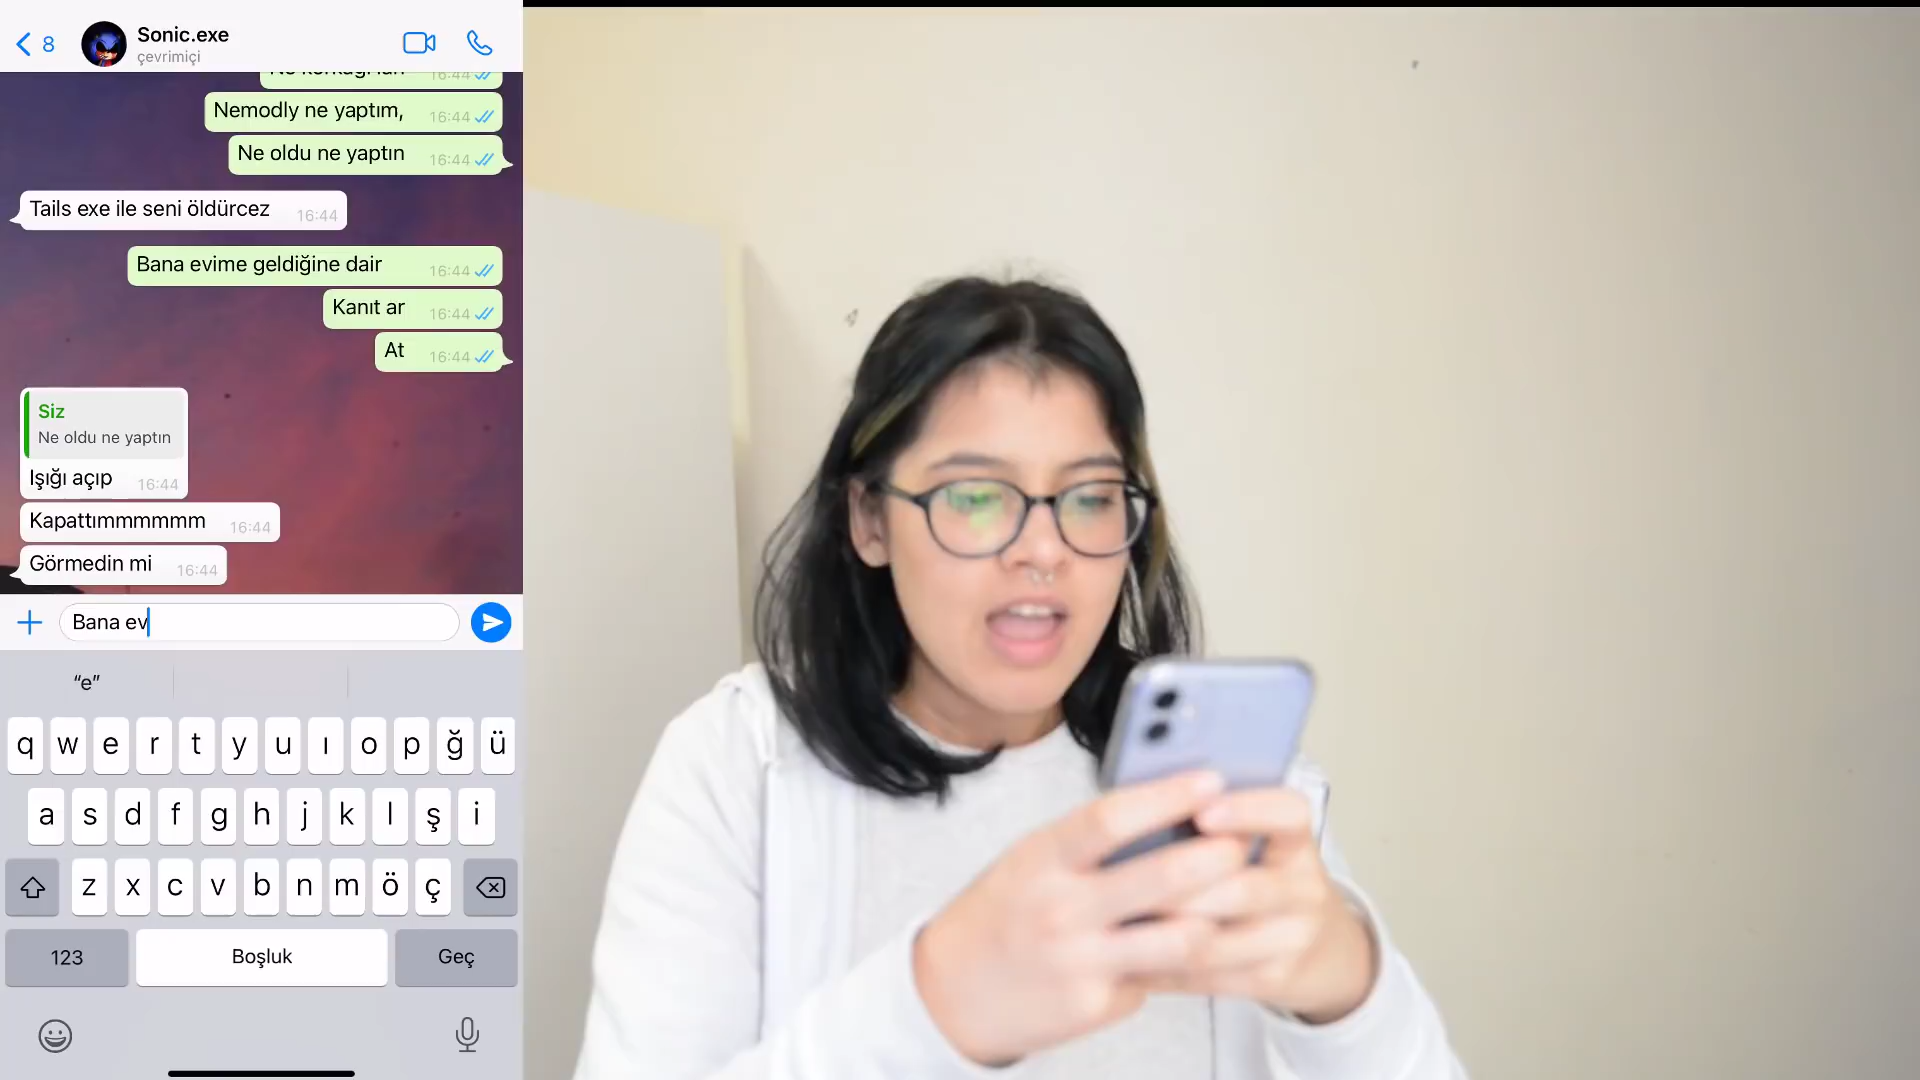 8
Sonic.exe
çevrimiçi
16:44
Nemodly ne yaptım, 16:44
Ne oldu ne yaptın 16:44
Tails exe ile seni öldürcez 16:44
Bana evime geldiğine dair 16:44
Kanıt ar 16:44
At 16:44
Siz
Ne oldu ne yaptın
Işığı açıp 16:44
Kapattımmmmmm 16:44
Görmedin mi 16:44
Bana ev
“e”
q w e r t y u ı o p ğ ü
a s d f g h j k l ş i
z x c v b n m ö ç
123 Boşluk Geç